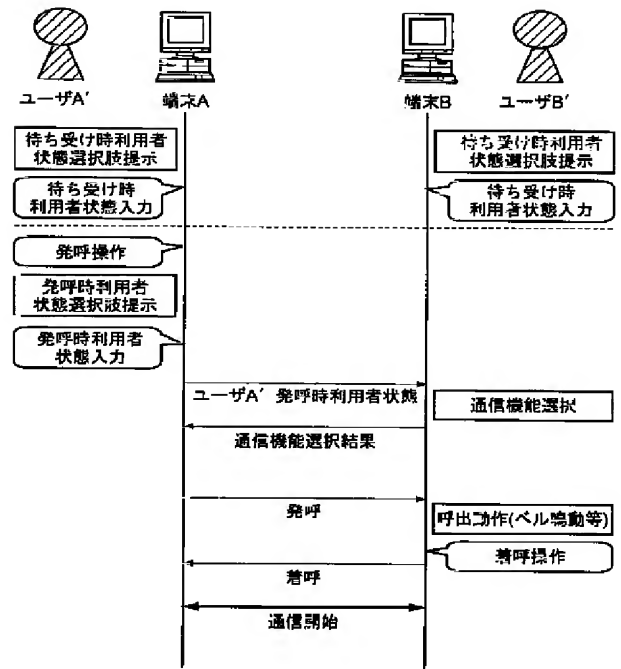 ユーザA′
端末A
端末B
ユーザB′
待ち受け時利用者
状態選択肢提示
待ち受け時利用者
状態選択肢提示
待ち受け時
利用者状態入力
待ち受け時
利用者状態入力
発呼操作
発呼時利用者
状態選択肢提示
発呼時利用者
状態入力
ユーザA′ 発呼時利用者状態
通信機能選択
通信機能選択結果
発呼
呼出動作(ベル鳴動等)
着呼操作
着呼
通信開始